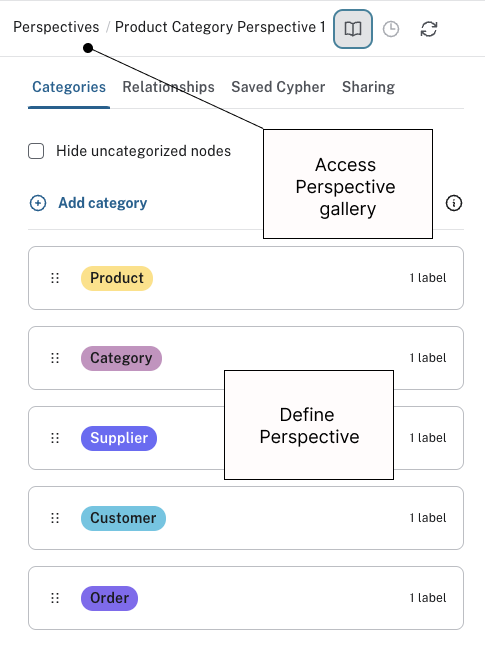 Perspectives / Product Category Perspective 1
Categories Relationships Saved Cypher Sharing
Hide uncategorized nodes
Access
Perspective
gallery
Add category
Product 1 label
Category 1 label
Define
Perspective
Supplier 1 label
Customer 1 label
Order 1 label